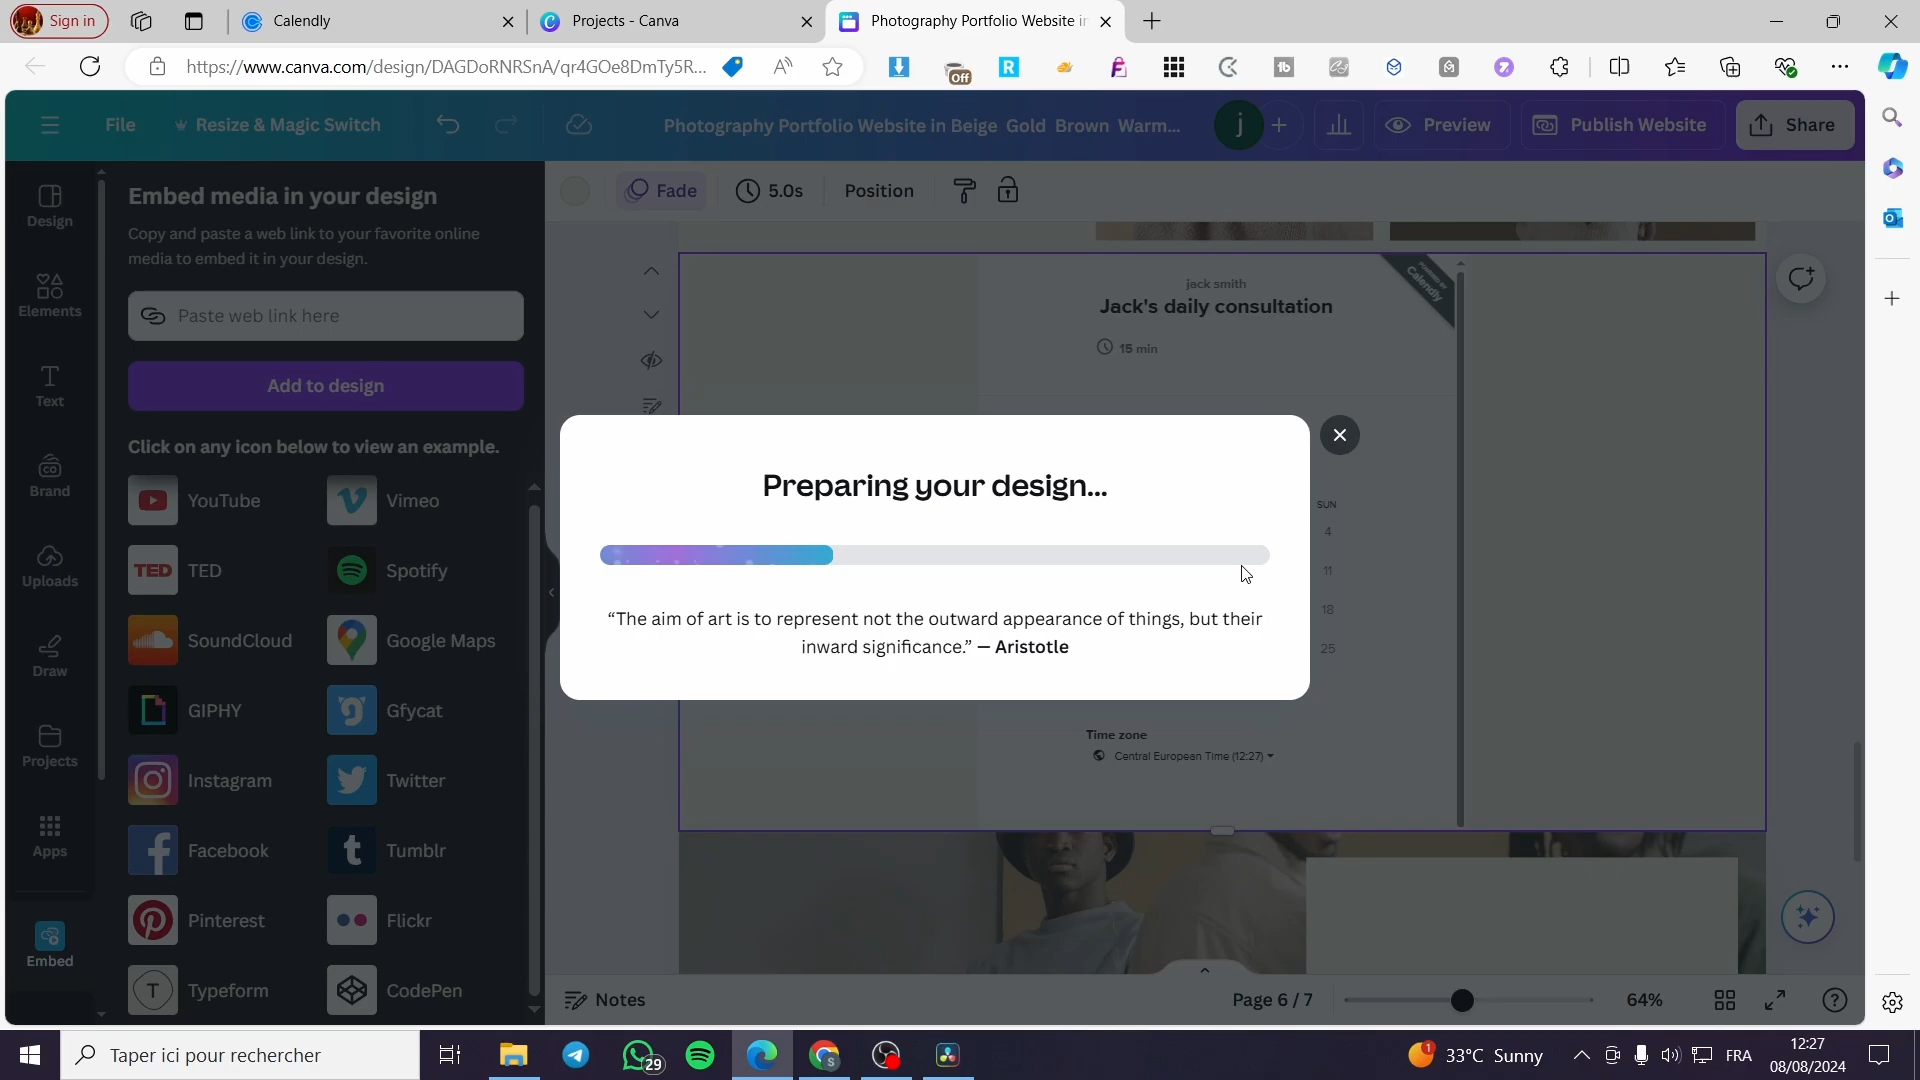 Sign in
Calendly
Projects - Canva
Photography Portfolio Website in
https://www.canva.com/design/DAGDoRNRSnA/qr4GOe8DmTy5R...
Off
File
Resize & Magic Switch
Photography Portfolio Website in Beige Gold Brown Warm...
j
Preview
Publish Website
Share
Design
Elements
Text
Brand
Uploads
Draw
Projects
Apps
Embed
Embed media in your design
Copy and paste a web link to your favorite online
media to embed it in your design.
Paste web link here
Add to design
Click on any icon below to view an example.
YouTube
Vimeo
TED
TED
Spotify
SoundCloud
Google Maps
GIPHY
Gfycat
Instagram
Twitter
Facebook
Tumblr
Pinterest
Flickr
Typeform
CodePen
Fade
5.0s
Position
jack smith
Jack's daily consultation
15 min
POWERED BY
Calendly
Preparing your design...
“The aim of art is to represent not the outward appearance of things, but their
inward significance.” — Aristotle
SUN
4
11
18
25
Time zone
Central European Time (12:27)
Notes
Page 6 / 7
64%
Taper ici pour rechercher
29
1
33°C Sunny
FRA
12:27
08/08/2024